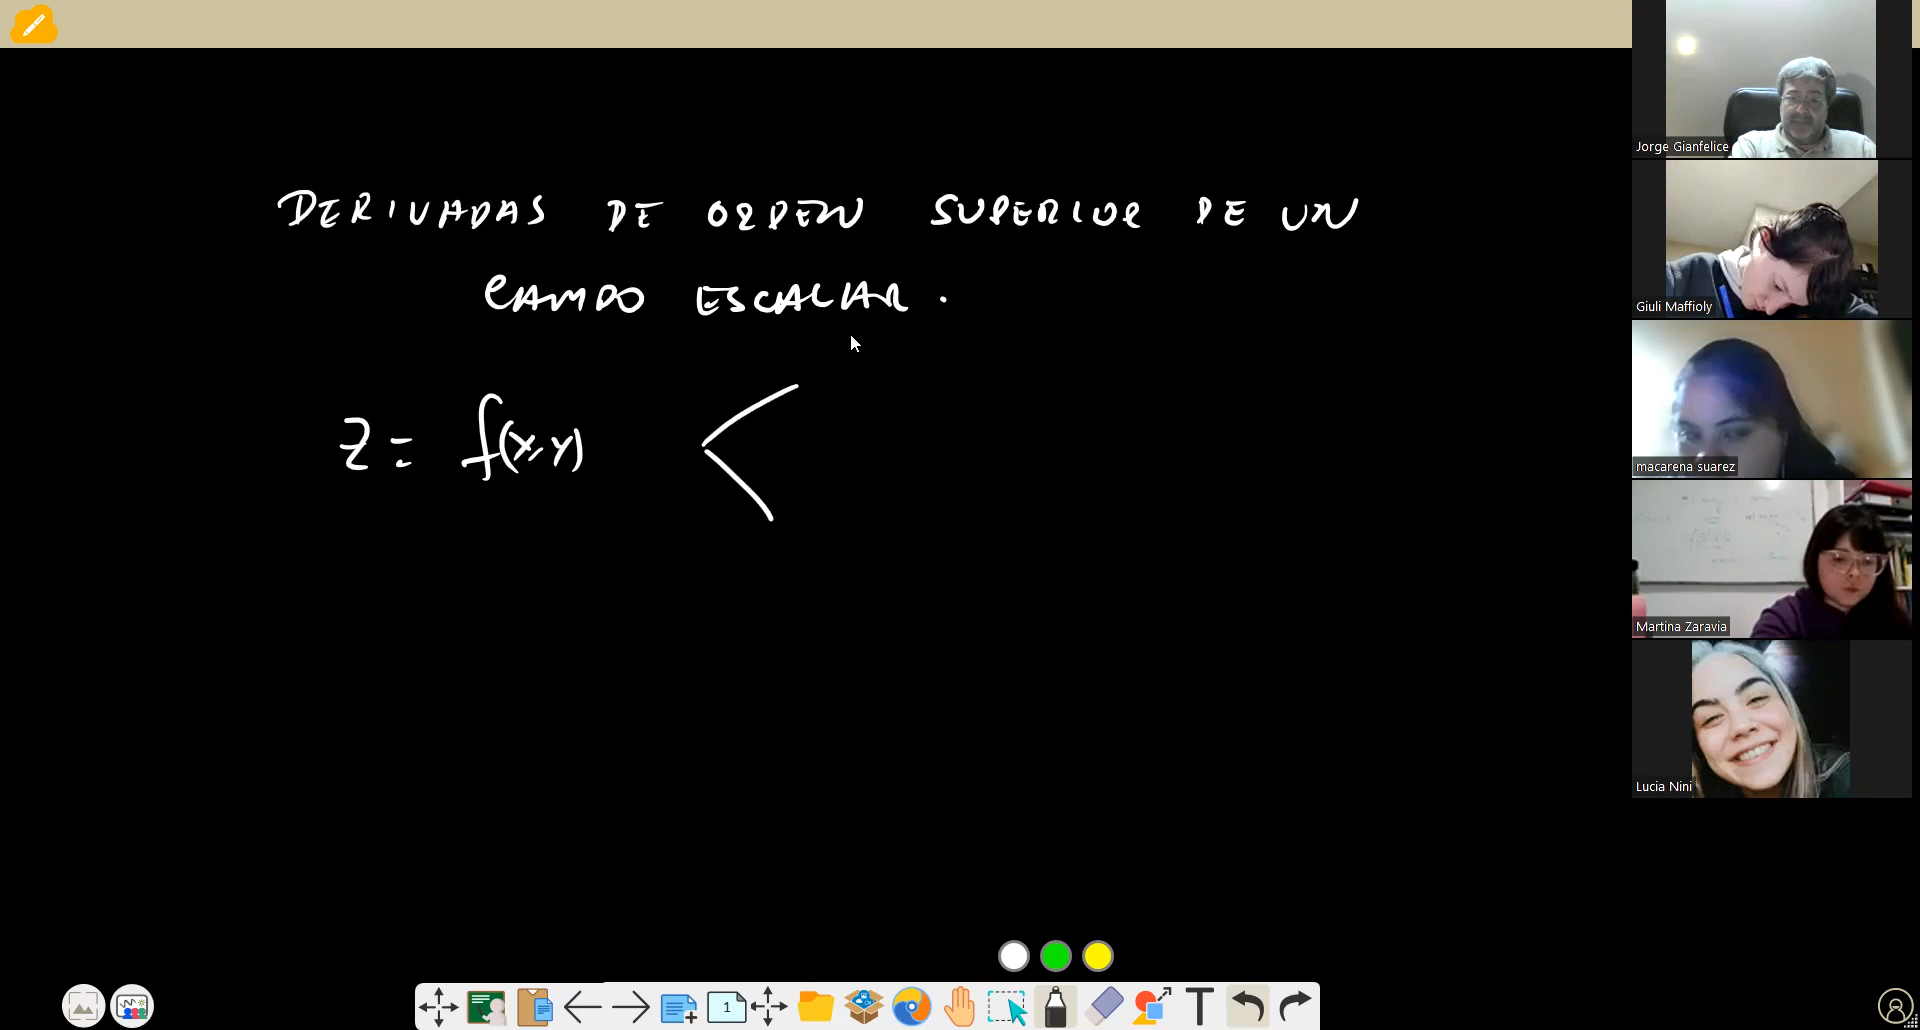 DERIVADAS DE ORDEN SUPERIOR DE UN
CAMPO ESCALAR.
Z = f(x,y)
Jorge Gianfelice
Giuli Maffioly
macarena suarez
Martina Zaravia
Lucia Nini
1
T